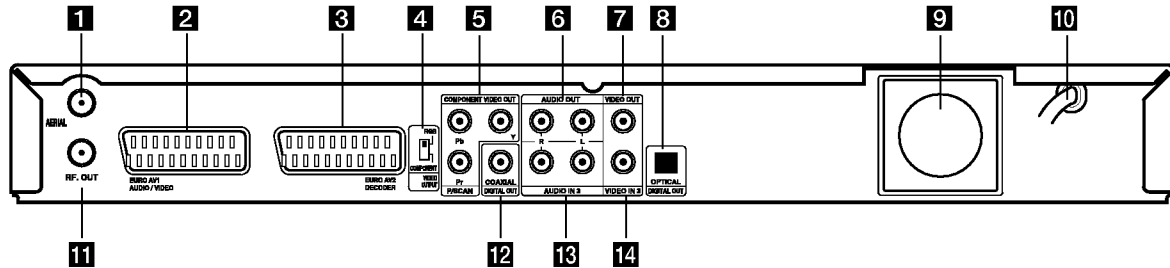 1 2 3 4 5 6 7 8 9 10
AERIAL
RF. OUT
EURO AV1
AUDIO / VIDEO
EURO AV2
DECODER
RGB
COMPONENT
VIDEO
OUTPUT
COMPONENT VIDEO OUT
Pb
Y
Pr
P/SCAN
COAXIAL
DIGITAL OUT
AUDIO OUT
R L
AUDIO IN 3
VIDEO OUT
VIDEO IN 3
OPTICAL
DIGITAL OUT
11 12 13 14